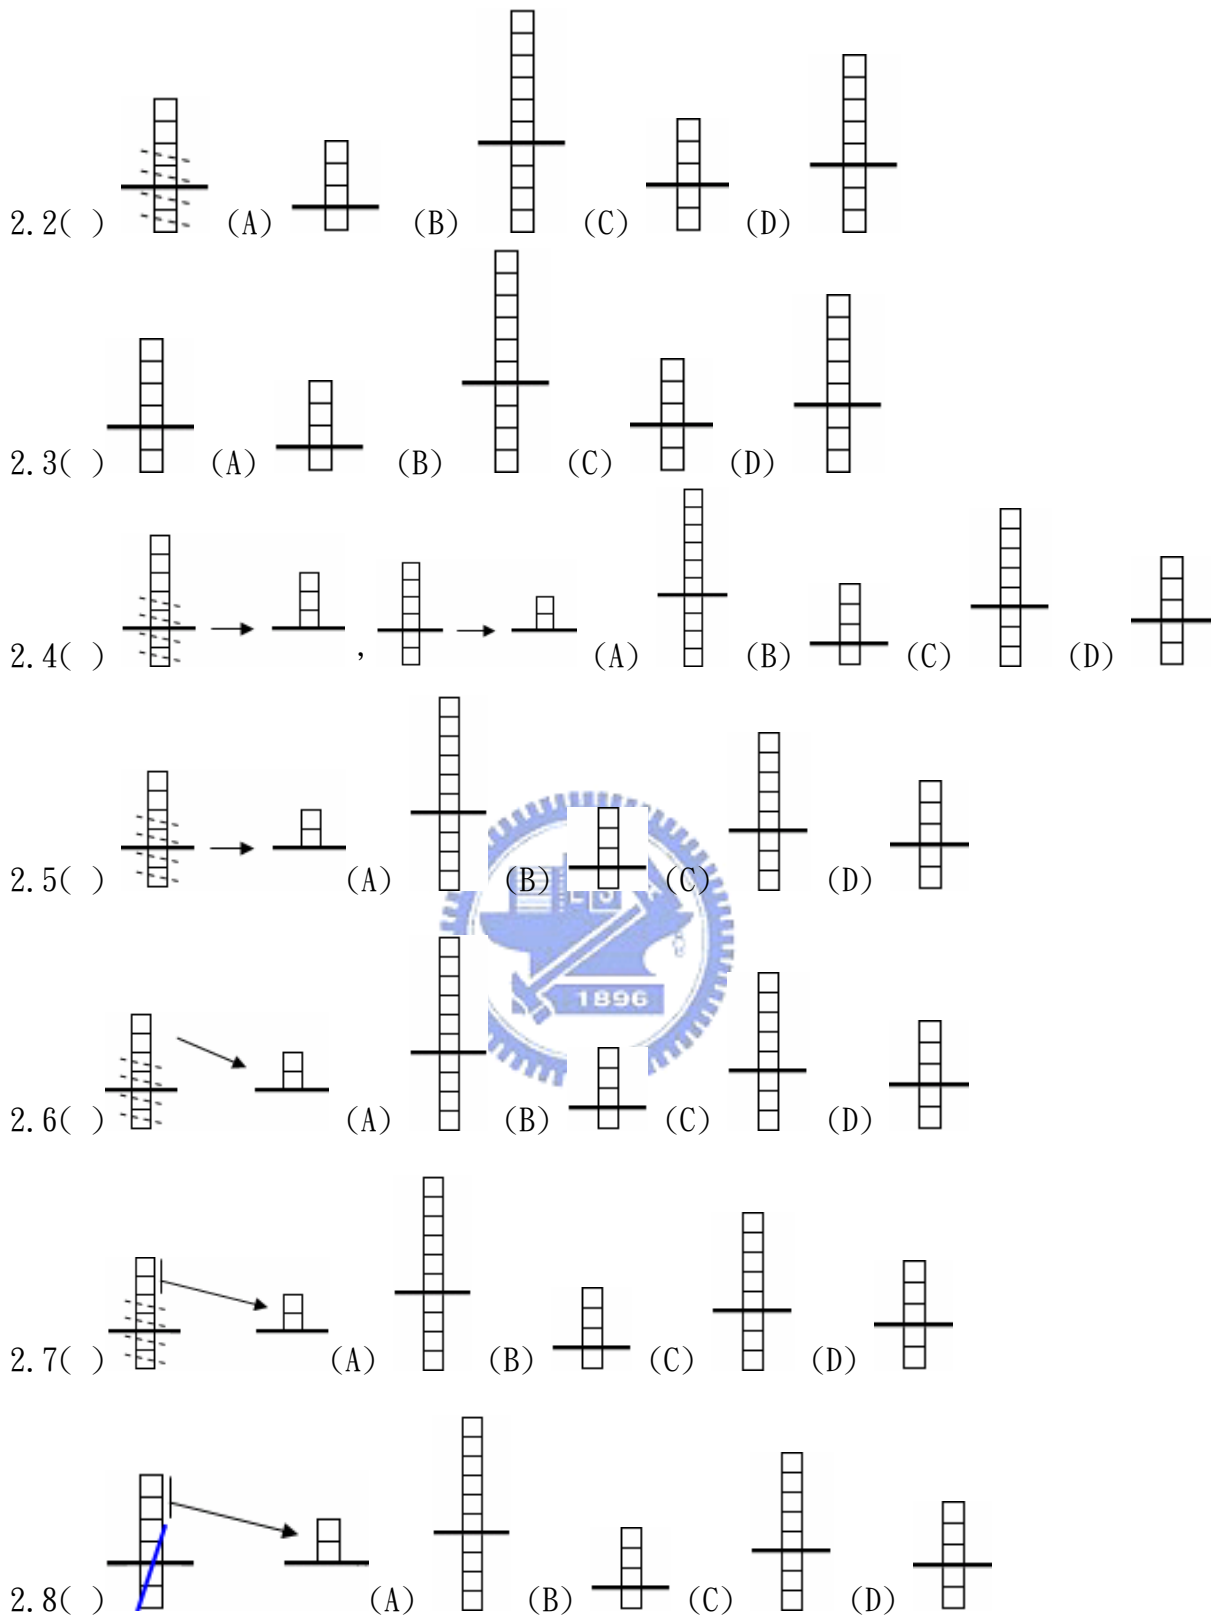 2.2( ) (A) (B) (C) (D)
2.3( ) (A) (B) (C) (D)
2.4( ) , (A) (B) (C) (D)
2.5( ) (A) (B) (C) (D)
1896
2.6( ) (A) (B) (C) (D)
2.7( ) (A) (B) (C) (D)
2.8( ) (A) (B) (C) (D)